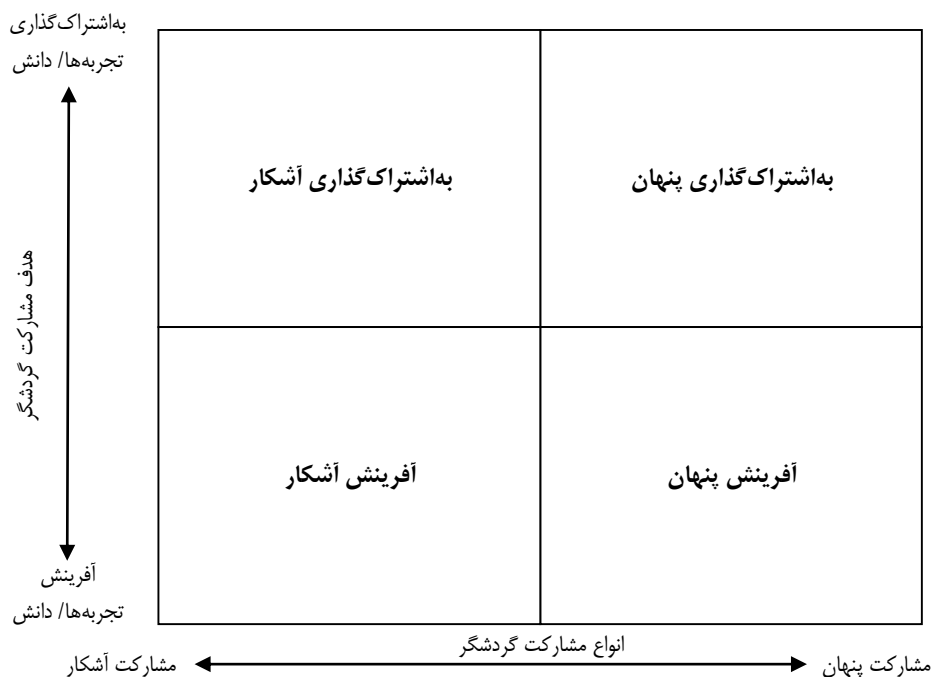 به‌اشتراک‌گذاری
تجربه‌ها/ دانش
به‌اشتراک‌گذاری پنهان
به‌اشتراک‌گذاری آشکار
هدف مشارکت گردشگر
آفرینش پنهان
آفرینش آشکار
آفرینش
تجربه‌ها/ دانش
انواع مشارکت گردشگر
مشارکت پنهان
مشارکت آشکار